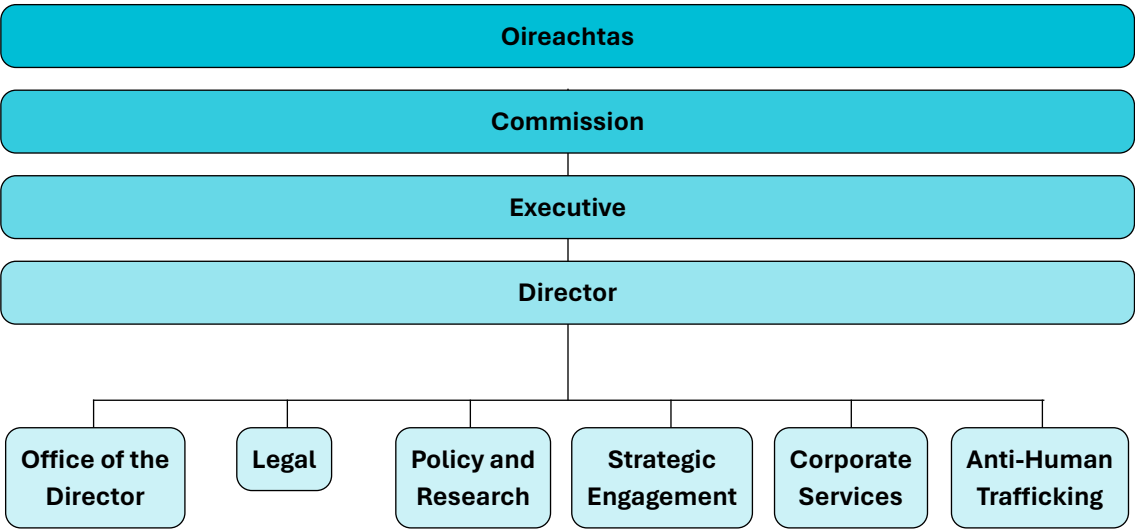 Oireachtas
Commission
Executive
Director
Office of the
Director
Legal
Policy and
Research
Strategic
Engagement
Corporate
Services
Anti-Human
Trafficking